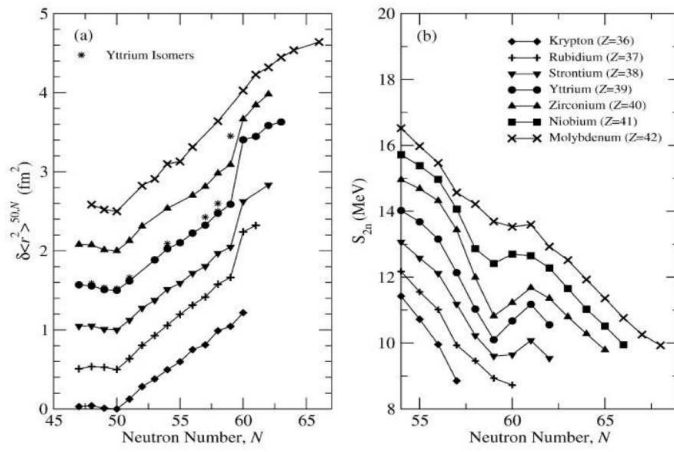 (a)
Yttrium Isomers
δ<r²>⁵⁰,ᴺ (fm²)
5
4
3
2
1
0
45 50 55 60 65
Neutron Number, N
(b)
Krypton (Z=36)
Rubidium (Z=37)
Strontium (Z=38)
Yttrium (Z=39)
Zirconium (Z=40)
Niobium (Z=41)
Molybdenum (Z=42)
S2n (MeV)
20
18
16
14
12
10
8
55 60 65
Neutron Number, N